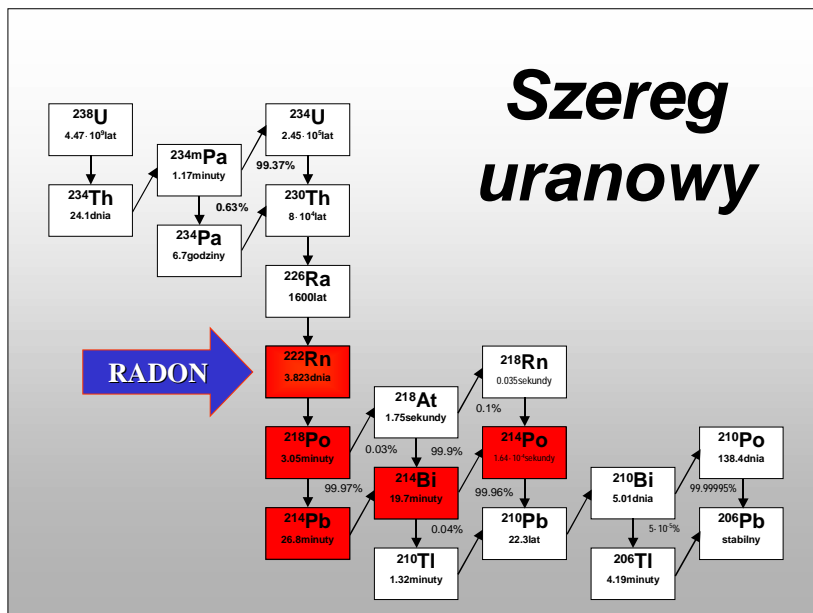 Szereg
uranowy
238U
4.47·10⁹lat
234mPa
1.17minuty
234U
2.45·10⁵lat
99.37%
234Th
24.1dnia
0.63%
230Th
8·10⁴lat
234Pa
6.7godziny
226Ra
1600lat
RADON
222Rn
3.823dnia
218Rn
0.035sekundy
218At
1.75sekundy
0.1%
218Po
3.05minuty
0.03%
99.9%
214Po
1.64·10⁻⁴sekundy
210Po
138.4dnia
99.97%
214Bi
19.7minuty
99.96%
210Bi
5.01dnia
99.99995%
214Pb
26.8minuty
0.04%
210Pb
22.3lat
5·10⁻⁵%
206Pb
stabilny
210Tl
1.32minuty
206Tl
4.19minuty